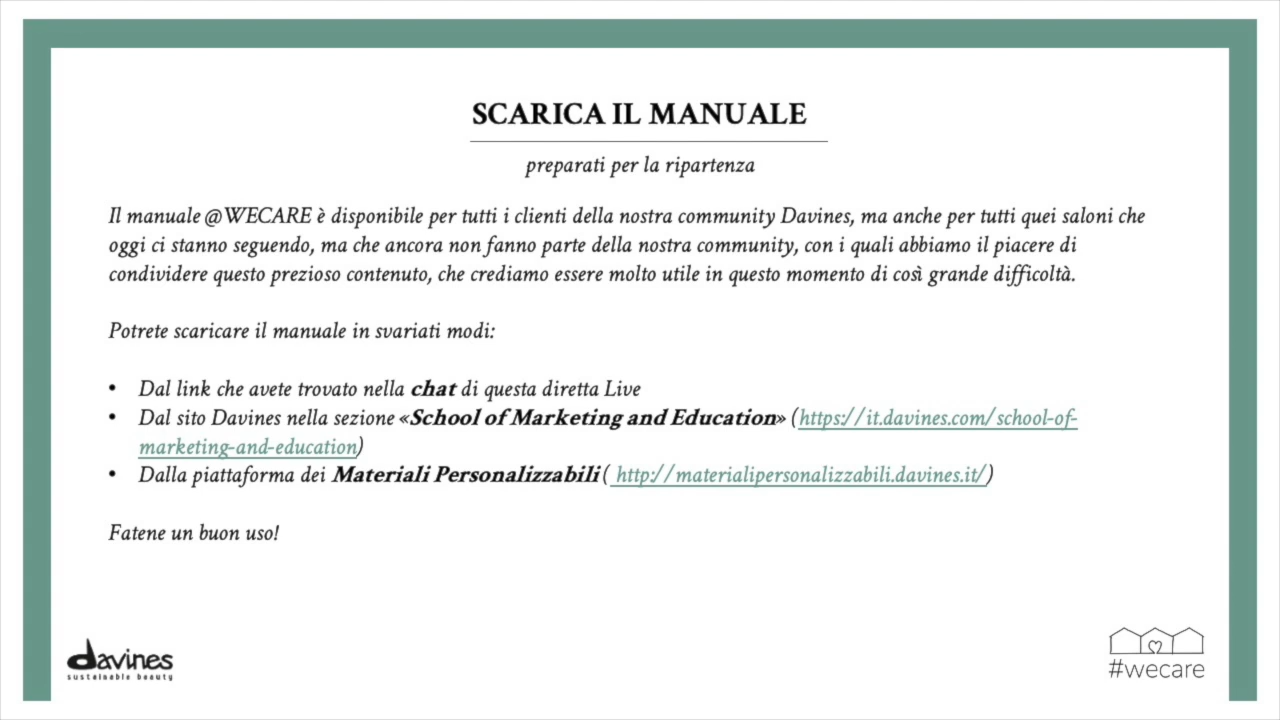 SCARICA IL MANUALE
preparati per la ripartenza
Il manuale @WECARE è disponibile per tutti i clienti della nostra community Davines, ma anche per tutti quei saloni che
oggi ci stanno seguendo, ma che ancora non fanno parte della nostra community, con i quali abbiamo il piacere di
condividere questo prezioso contenuto, che crediamo essere molto utile in questo momento di così grande difficoltà.
Potrete scaricare il manuale in svariati modi:
• Dal link che avete trovato nella chat di questa diretta Live
• Dal sito Davines nella sezione «School of Marketing and Education» (https://it.davines.com/school-of-
marketing-and-education)
• Dalla piattaforma dei Materiali Personalizzabili ( http://materialipersonalizzabili.davines.it/)
Fatene un buon uso!
davines
sustainable beauty
#wecare